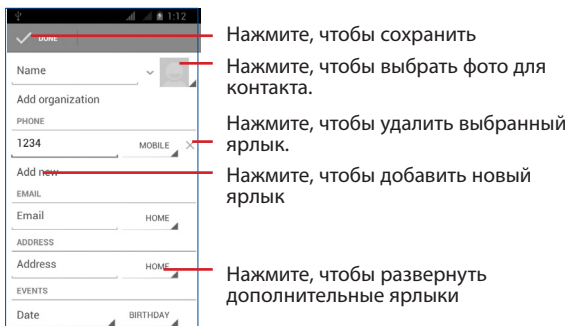 1:12
DONE
Нажмите, чтобы сохранить
Name
Нажмите, чтобы выбрать фото для
контакта.
Add organization
PHONE
1234
MOBILE
Нажмите, чтобы удалить выбранный
ярлык.
Add new
Нажмите, чтобы добавить новый
ярлык
EMAIL
Email
HOME
ADDRESS
Address
HOME
Нажмите, чтобы развернуть
дополнительные ярлыки
EVENTS
Date
BIRTHDAY